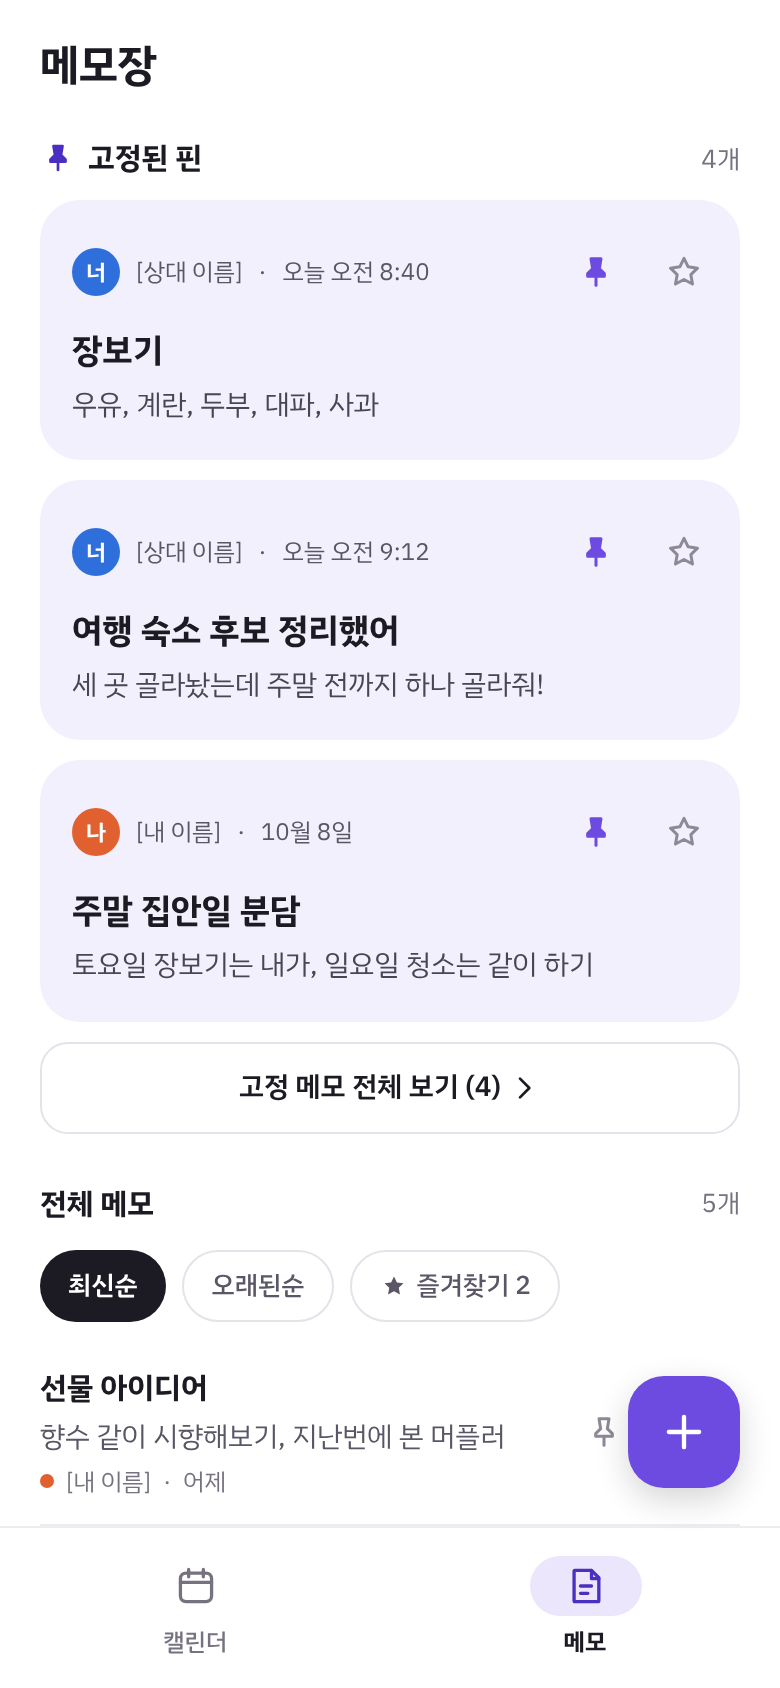 메모장
고정된 핀
4개
너 [상대 이름] · 오늘 오전 8:40
장보기
우유, 계란, 두부, 대파, 사과
너 [상대 이름] · 오늘 오전 9:12
여행 숙소 후보 정리했어
세 곳 골라놨는데 주말 전까지 하나 골라줘!
나 [내 이름] · 10월 8일
주말 집안일 분담
토요일 장보기는 내가, 일요일 청소는 같이 하기
고정 메모 전체 보기 (4)
전체 메모
5개
최신순 오래된순 즐겨찾기 2
선물 아이디어
향수 같이 시향해보기, 지난번에 본 머플러
[내 이름] · 어제
캘린더 메모